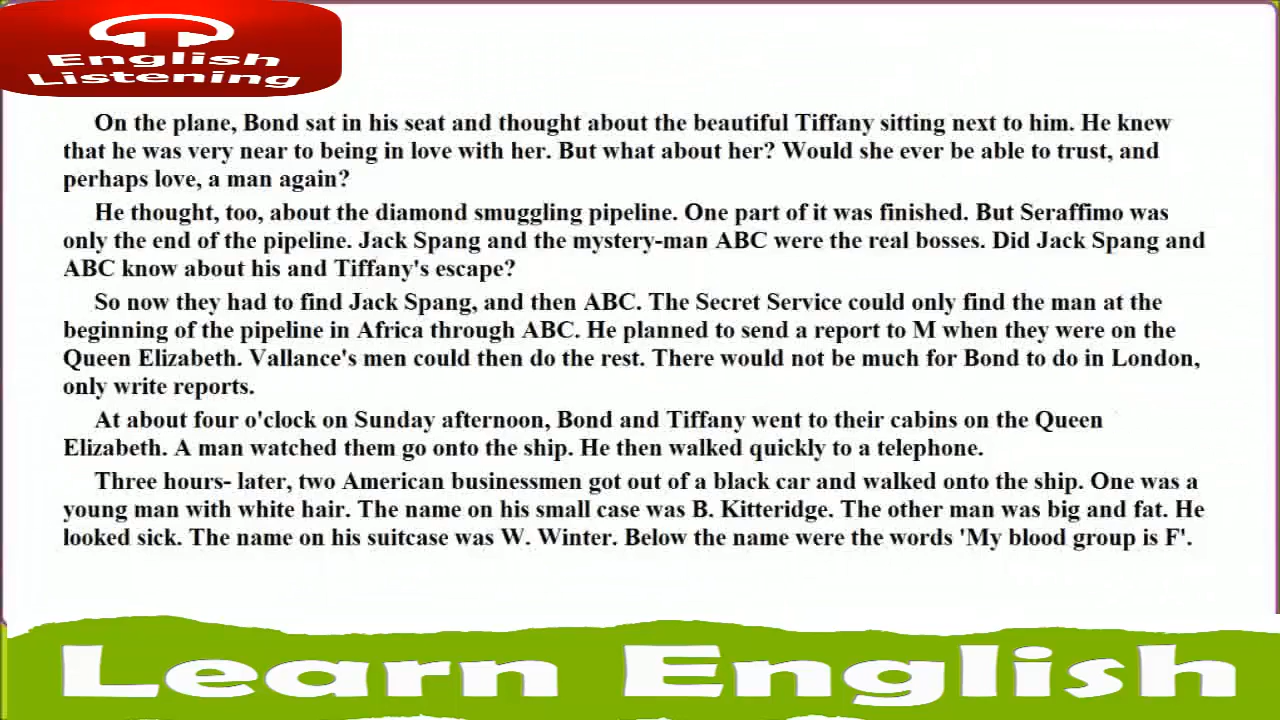 English
Listening
On the plane, Bond sat in his seat and thought about the beautiful Tiffany sitting next to him. He knew
that he was very near to being in love with her. But what about her? Would she ever be able to trust, and
perhaps love, a man again?
He thought, too, about the diamond smuggling pipeline. One part of it was finished. But Seraffimo was
only the end of the pipeline. Jack Spang and the mystery-man ABC were the real bosses. Did Jack Spang and
ABC know about his and Tiffany's escape?
So now they had to find Jack Spang, and then ABC. The Secret Service could only find the man at the
beginning of the pipeline in Africa through ABC. He planned to send a report to M when they were on the
Queen Elizabeth. Vallance's men could then do the rest. There would not be much for Bond to do in London,
only write reports.
At about four o'clock on Sunday afternoon, Bond and Tiffany went to their cabins on the Queen
Elizabeth. A man watched them go onto the ship. He then walked quickly to a telephone.
Three hours- later, two American businessmen got out of a black car and walked onto the ship. One was a
young man with white hair. The name on his small case was B. Kitteridge. The other man was big and fat. He
looked sick. The name on his suitcase was W. Winter. Below the name were the words 'My blood group is F'.
Learn English